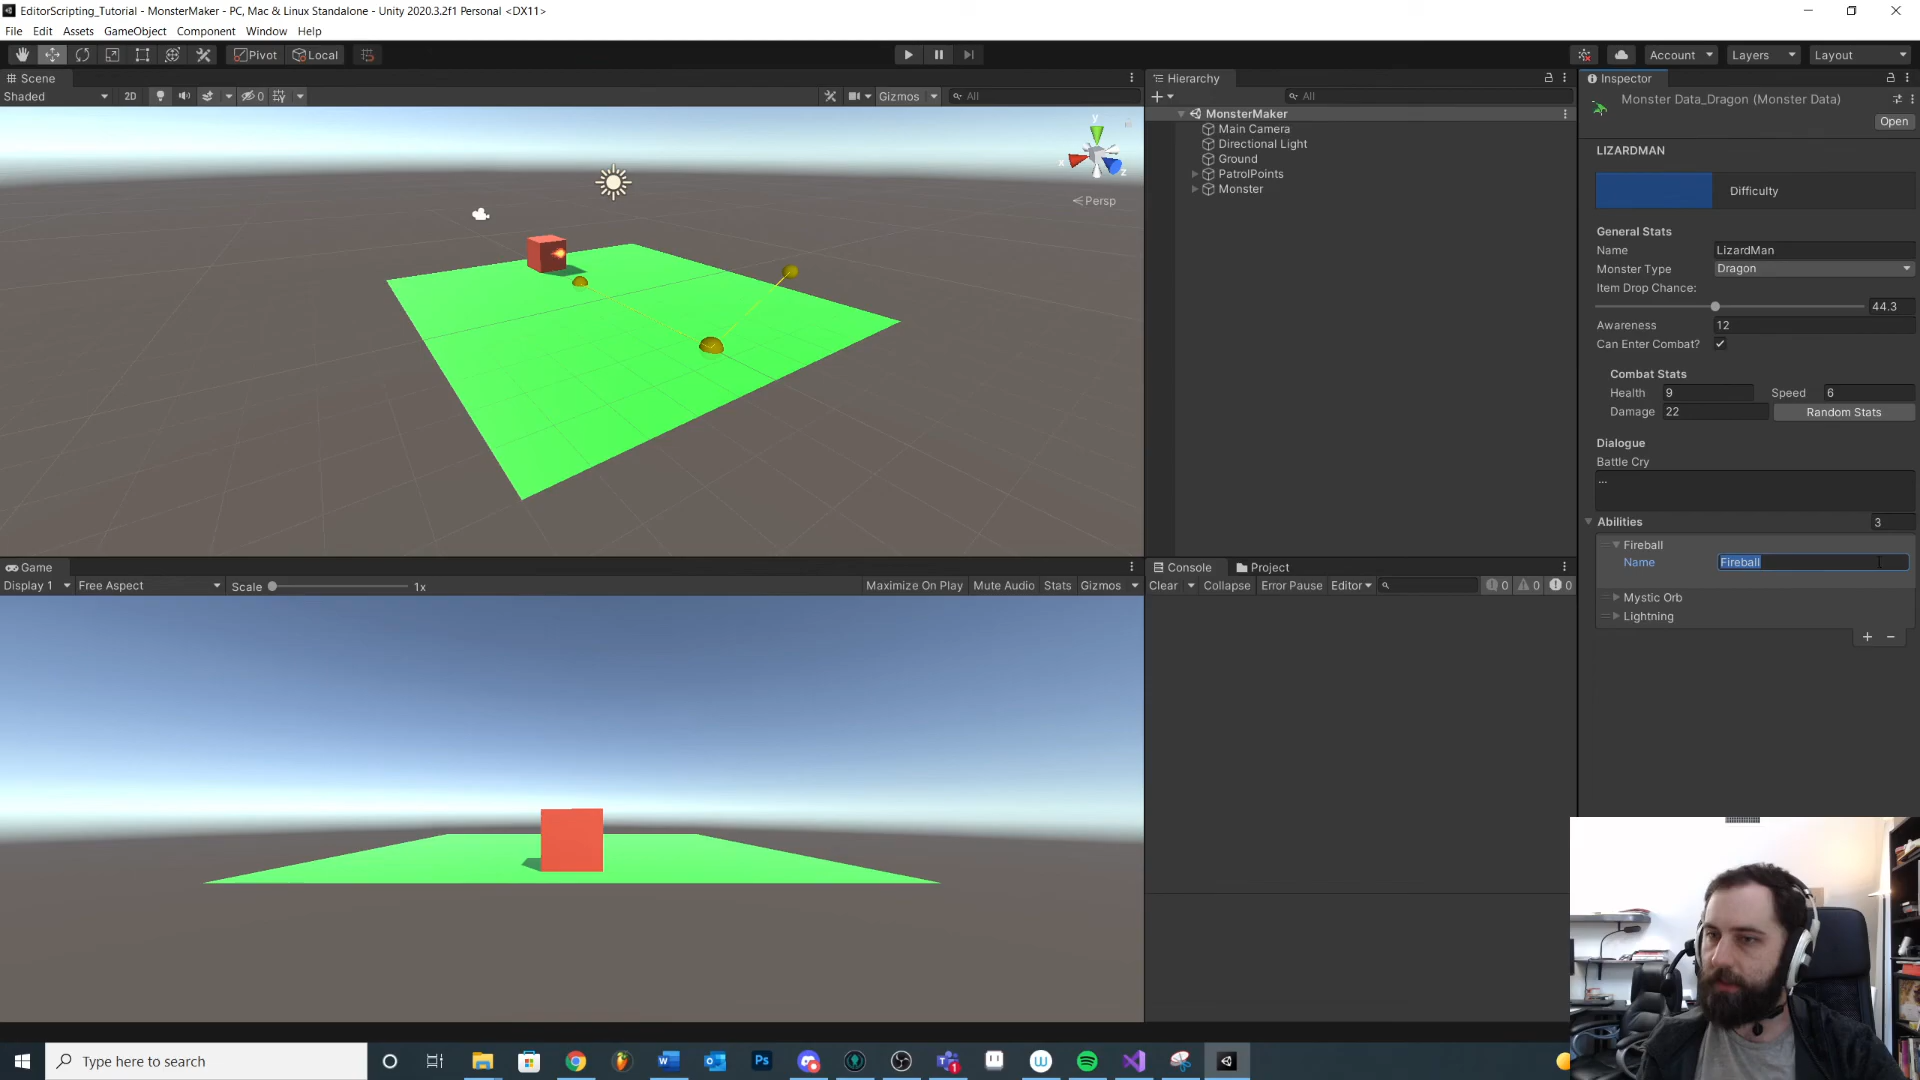 EditorScripting_Tutorial - MonsterMaker - PC, Mac & Linux Standalone - Unity 2020.3.2f1 Personal <DX11>
File Edit Assets GameObject Component Window Help
Pivot Local Account Layers Layout
Scene
Shaded 2D 0 Gizmos All
y
x
z
Persp
Hierarchy
All
MonsterMaker
Main Camera
Directional Light
Ground
PatrolPoints
Monster
Inspector
Monster Data_Dragon (Monster Data)
Open
LIZARDMAN
Difficulty
General Stats
Name LizardMan
Monster Type Dragon
Item Drop Chance:
44.3
Awareness 12
Can Enter Combat?
Combat Stats
Health 9 Speed 6
Damage 22 Random Stats
Dialogue
Battle Cry
...
Abilities 3
Fireball
Name Fireball
Mystic Orb
Lightning
+ -
Game
Display 1 Free Aspect Scale 1x Maximize On Play Mute Audio Stats Gizmos
Console Project
Clear Collapse Error Pause Editor 0 0 0
Type here to search